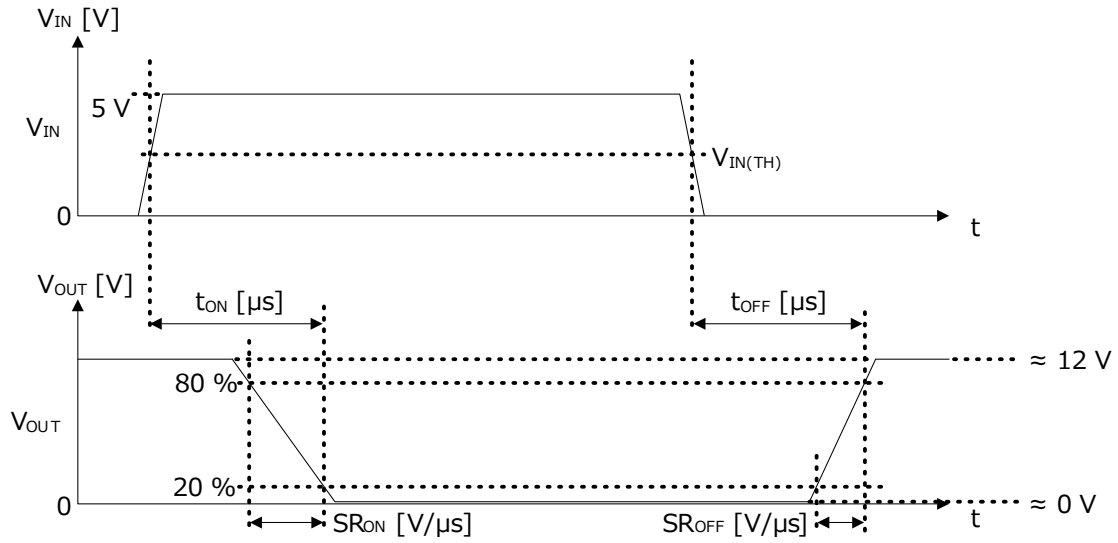 VIN [V]
5 V
VIN
VIN(TH)
0
t
VOUT [V]
tON [µs]
tOFF [µs]
≈ 12 V
80 %
VOUT
20 %
0
≈ 0 V
SRON [V/µs]
SROFF [V/µs]
t